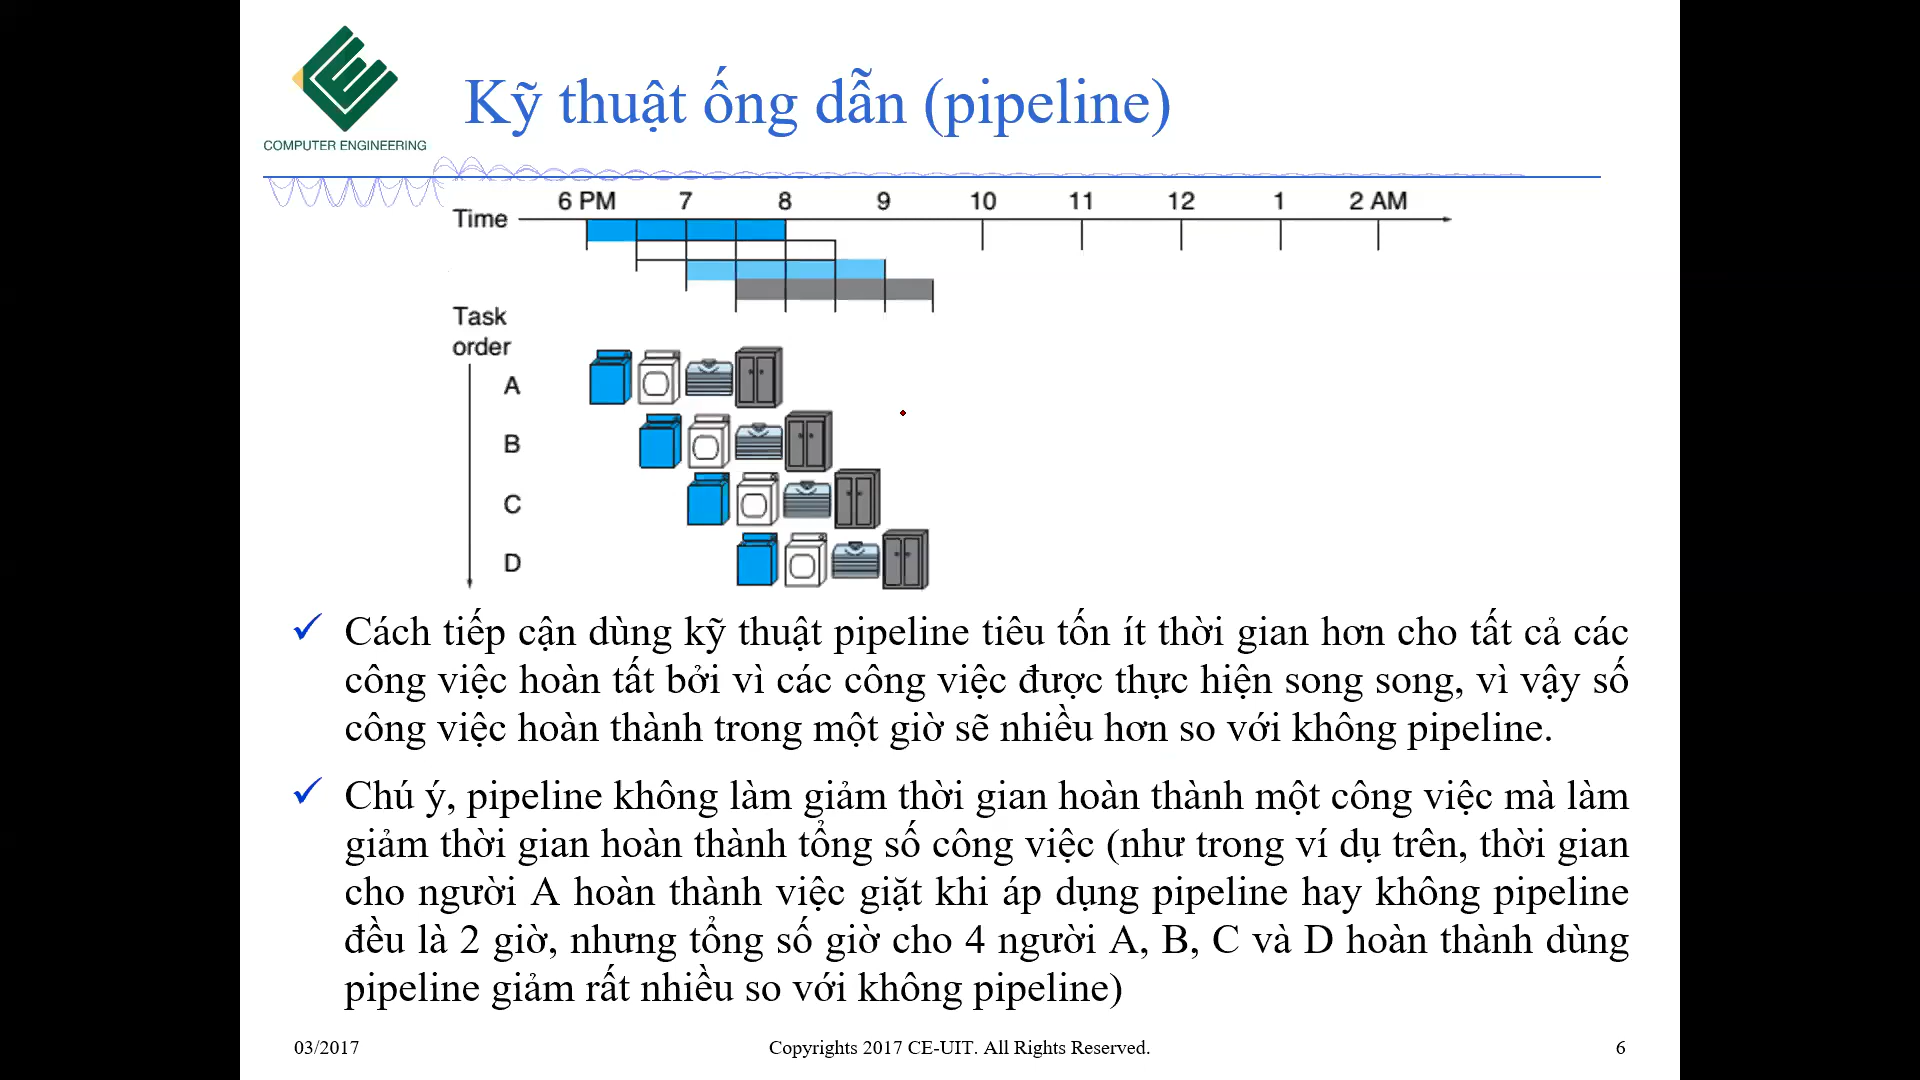 COMPUTER ENGINEERING
Kỹ thuật ống dẫn (pipeline)
6 PM 7 8 9 10 11 12 1 2 AM
Time
Task
order
A
B
C
D
Cách tiếp cận dùng kỹ thuật pipeline tiêu tốn ít thời gian hơn cho tất cả các
công việc hoàn tất bởi vì các công việc được thực hiện song song, vì vậy số
công việc hoàn thành trong một giờ sẽ nhiều hơn so với không pipeline.
Chú ý, pipeline không làm giảm thời gian hoàn thành một công việc mà làm
giảm thời gian hoàn thành tổng số công việc (như trong ví dụ trên, thời gian
cho người A hoàn thành việc giặt khi áp dụng pipeline hay không pipeline
đều là 2 giờ, nhưng tổng số giờ cho 4 người A, B, C và D hoàn thành dùng
pipeline giảm rất nhiều so với không pipeline)
03/2017 Copyrights 2017 CE-UIT. All Rights Reserved. 6